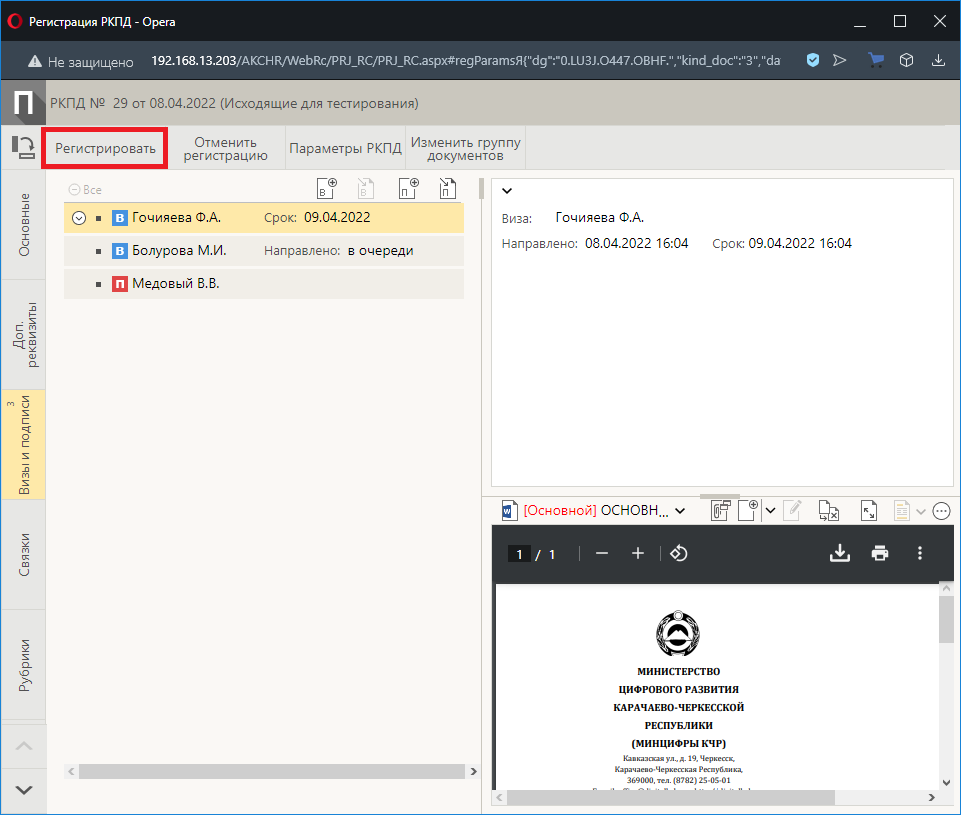 Регистрация РКПД - Opera
Не защищено 192.168.13.203/AKCHR/WebRc/PRJ_RC/PRJ_RC.aspx#regParamsЯ{"dg":"0.LU3J.O447.OBHF.","kind_doc":"3","da
П РКПД № 29 от 08.04.2022 (Исходящие для тестирования)
Регистрировать
Отменить
регистрацию
Параметры РКПД
Изменить группу
документов
Основные
Доп.
реквизиты
3
Визы и подписи
Связки
Рубрики
Все
В В П П
В Гочияева Ф.А. Срок: 09.04.2022
В Болурова М.И. Направлено: в очереди
П Медовый В.В.
Виза: Гочияева Ф.А.
Направлено: 08.04.2022 16:04 Срок: 09.04.2022 16:04
[Основной] ОСНОВН...
1 / 1
МИНИСТЕРСТВО
ЦИФРОВОГО РАЗВИТИЯ
КАРАЧАЕВО-ЧЕРКЕССКОЙ
РЕСПУБЛИКИ
(МИНЦИФРЫ КЧР)
Кавказская ул., д. 19, Черкесск,
Карачаево-Черкесская Республика,
369000, тел. (8782) 25-05-01